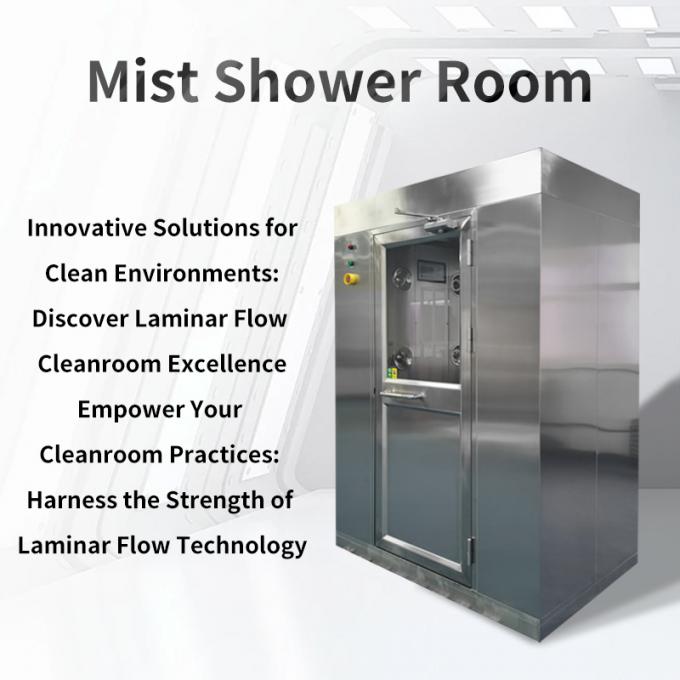 Mist Shower Room
Innovative Solutions for
Clean Environments:
Discover Laminar Flow
Cleanroom Excellence
Empower Your
Cleanroom Practices:
Harness the Strength of
Laminar Flow Technology